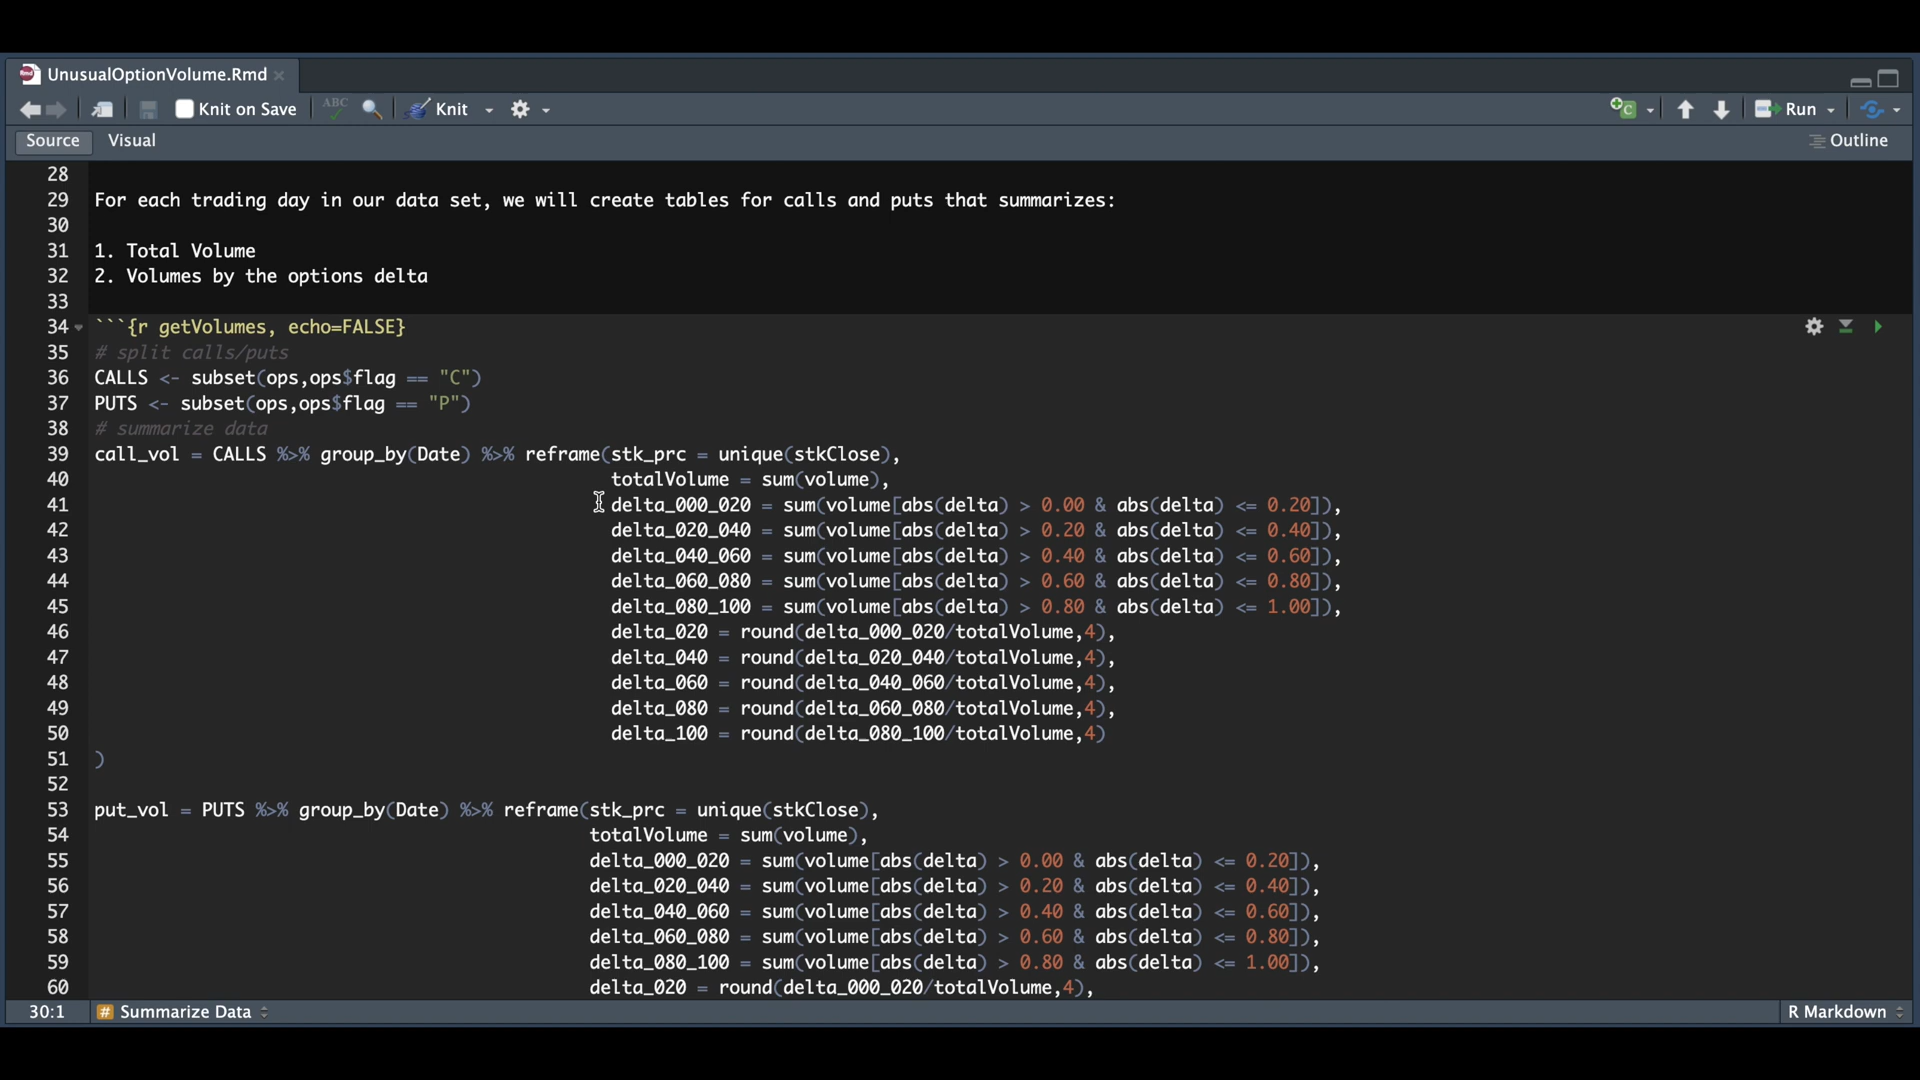 UnusualOptionVolume.Rmd
Knit on Save
ABC
Knit
Run
Source
Visual
Outline
28
29 For each trading day in our data set, we will create tables for calls and puts that summarizes:
30
31 1. Total Volume
32 2. Volumes by the options delta
33
34 ```{r getVolumes, echo=FALSE}
35 # split calls/puts
36 CALLS <- subset(ops,ops$flag == "C")
37 PUTS <- subset(ops,ops$flag == "P")
38 # summarize data
39 call_vol = CALLS %>% group_by(Date) %>% reframe(stk_prc = unique(stkClose),
40 totalVolume = sum(volume),
41 delta_000_020 = sum(volume[abs(delta) > 0.00 & abs(delta) <= 0.20]),
42 delta_020_040 = sum(volume[abs(delta) > 0.20 & abs(delta) <= 0.40]),
43 delta_040_060 = sum(volume[abs(delta) > 0.40 & abs(delta) <= 0.60]),
44 delta_060_080 = sum(volume[abs(delta) > 0.60 & abs(delta) <= 0.80]),
45 delta_080_100 = sum(volume[abs(delta) > 0.80 & abs(delta) <= 1.00]),
46 delta_020 = round(delta_000_020/totalVolume,4),
47 delta_040 = round(delta_020_040/totalVolume,4),
48 delta_060 = round(delta_040_060/totalVolume,4),
49 delta_080 = round(delta_060_080/totalVolume,4),
50 delta_100 = round(delta_080_100/totalVolume,4)
51 )
52
53 put_vol = PUTS %>% group_by(Date) %>% reframe(stk_prc = unique(stkClose),
54 totalVolume = sum(volume),
55 delta_000_020 = sum(volume[abs(delta) > 0.00 & abs(delta) <= 0.20]),
56 delta_020_040 = sum(volume[abs(delta) > 0.20 & abs(delta) <= 0.40]),
57 delta_040_060 = sum(volume[abs(delta) > 0.40 & abs(delta) <= 0.60]),
58 delta_060_080 = sum(volume[abs(delta) > 0.60 & abs(delta) <= 0.80]),
59 delta_080_100 = sum(volume[abs(delta) > 0.80 & abs(delta) <= 1.00]),
60 delta_020 = round(delta_000_020/totalVolume,4),
30:1 # Summarize Data
R Markdown